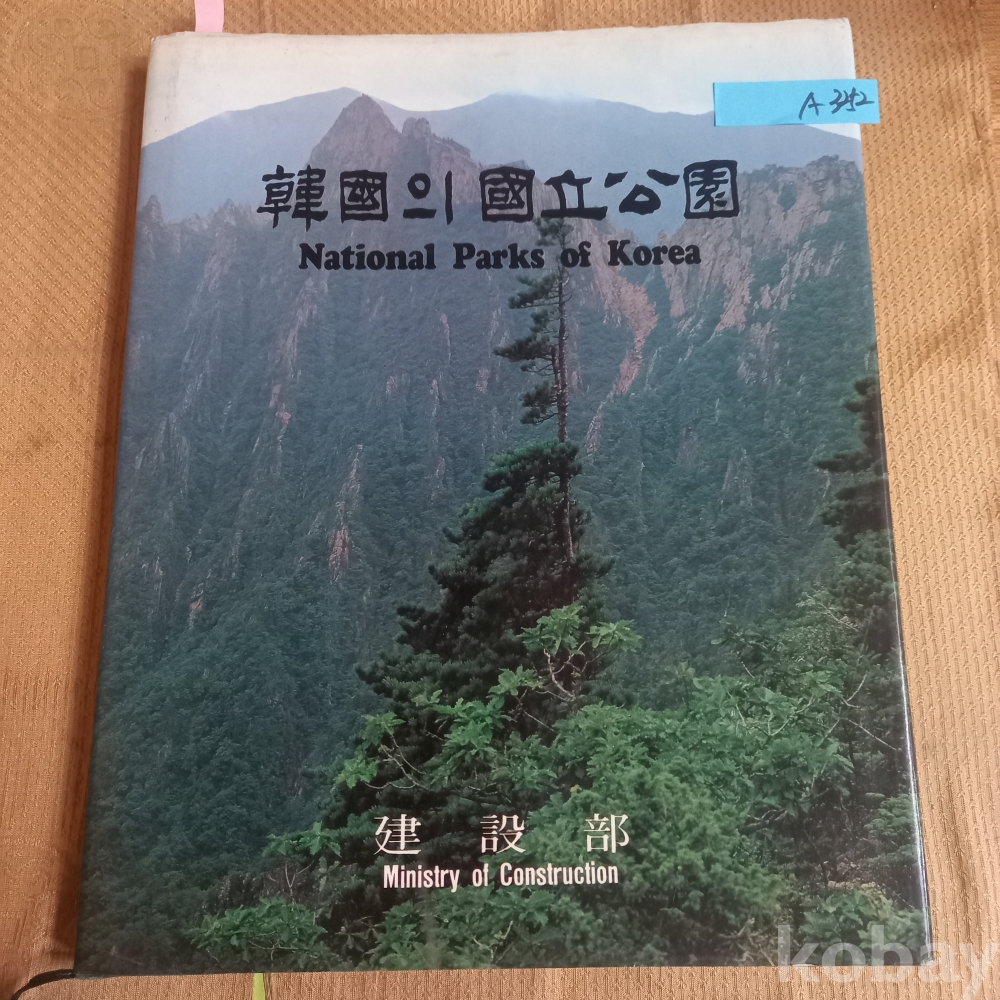 A-342
韓國의 國立公園
National Parks of Korea
建設部
Ministry of Construction
kobay